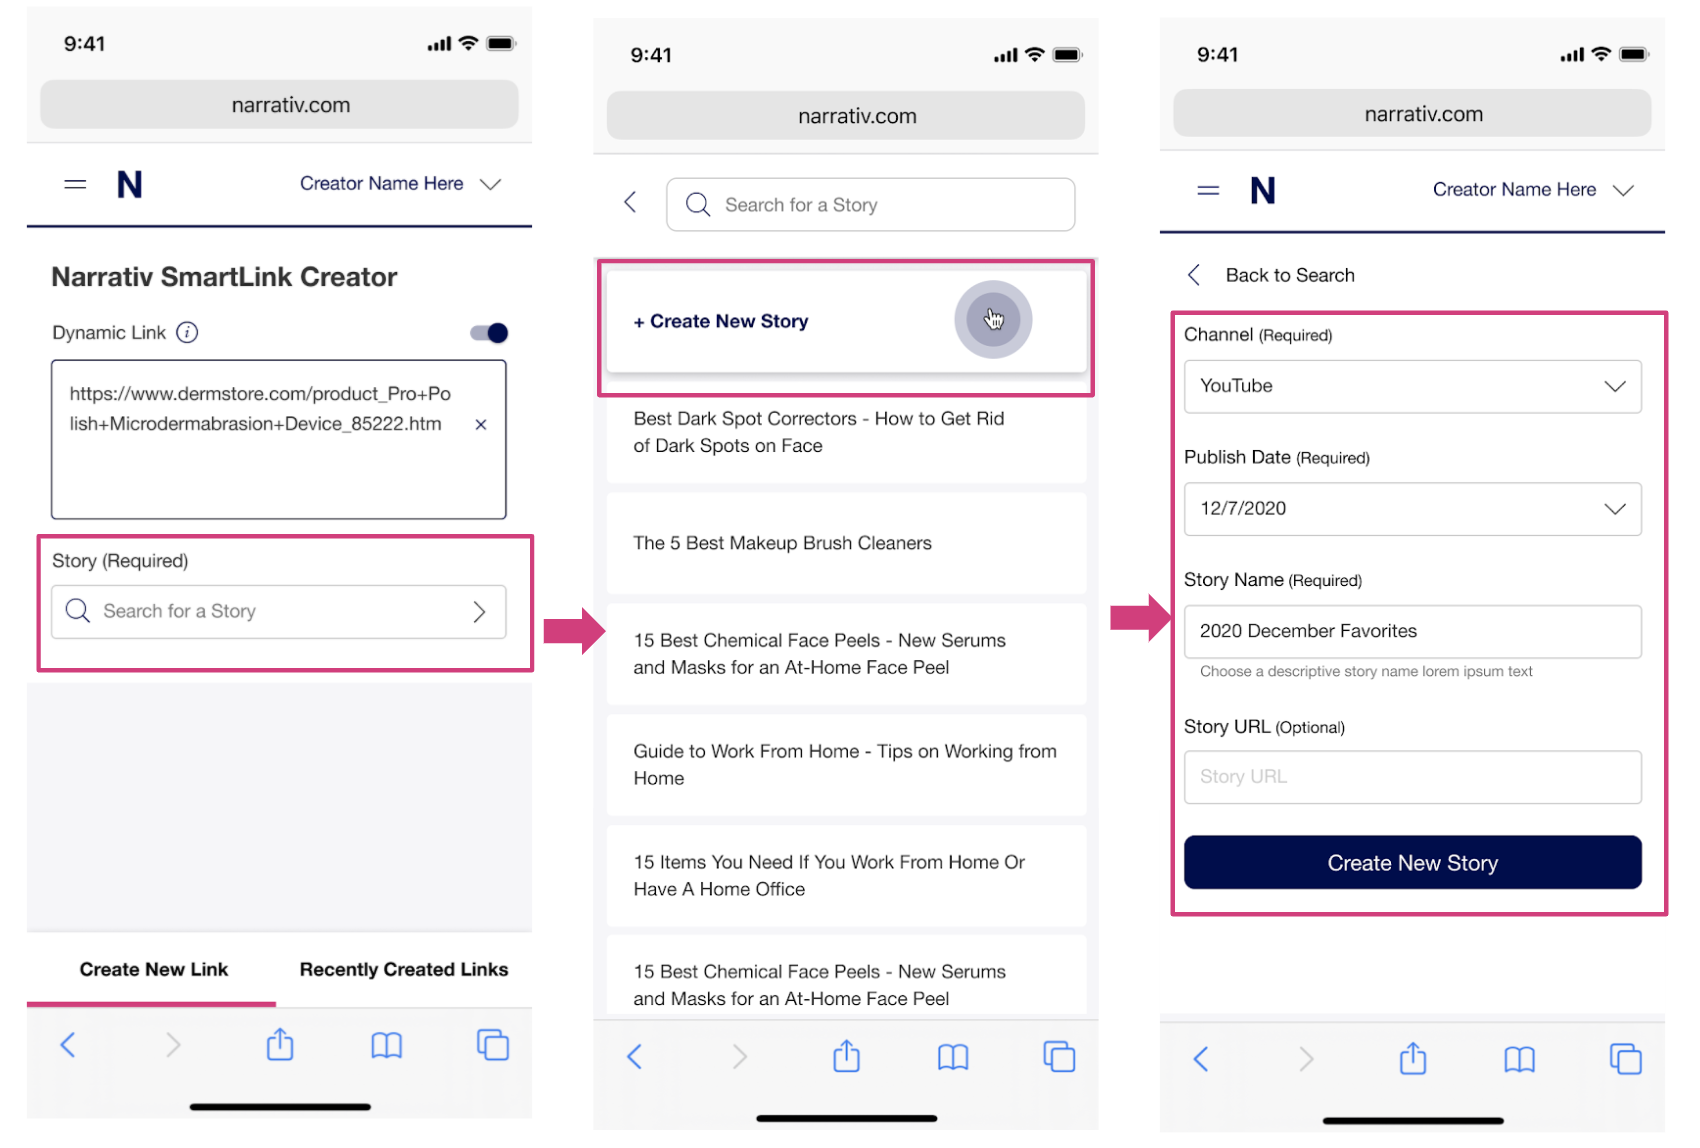 9:41
narrativ.com
N
Creator Name Here
Narrativ SmartLink Creator
Dynamic Link i
https://www.dermstore.com/product_Pro+Po
lish+Microdermabrasion+Device_85222.htm
Story (Required)
Search for a Story
Create New Link
Recently Created Links
9:41
narrativ.com
Search for a Story
+ Create New Story
Best Dark Spot Correctors - How to Get Rid
of Dark Spots on Face
The 5 Best Makeup Brush Cleaners
15 Best Chemical Face Peels - New Serums
and Masks for an At-Home Face Peel
Guide to Work From Home - Tips on Working from
Home
15 Items You Need If You Work From Home Or
Have A Home Office
15 Best Chemical Face Peels - New Serums
and Masks for an At-Home Face Peel
9:41
narrativ.com
N
Creator Name Here
Back to Search
Channel (Required)
YouTube
Publish Date (Required)
12/7/2020
Story Name (Required)
2020 December Favorites
Choose a descriptive story name lorem ipsum text
Story URL (Optional)
Story URL
Create New Story